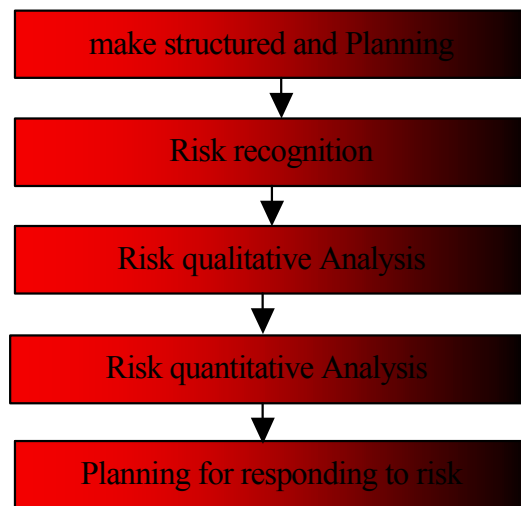 make structured and Planning
Risk recognition
Risk qualitative Analysis
Risk quantitative Analysis
Planning for responding to risk